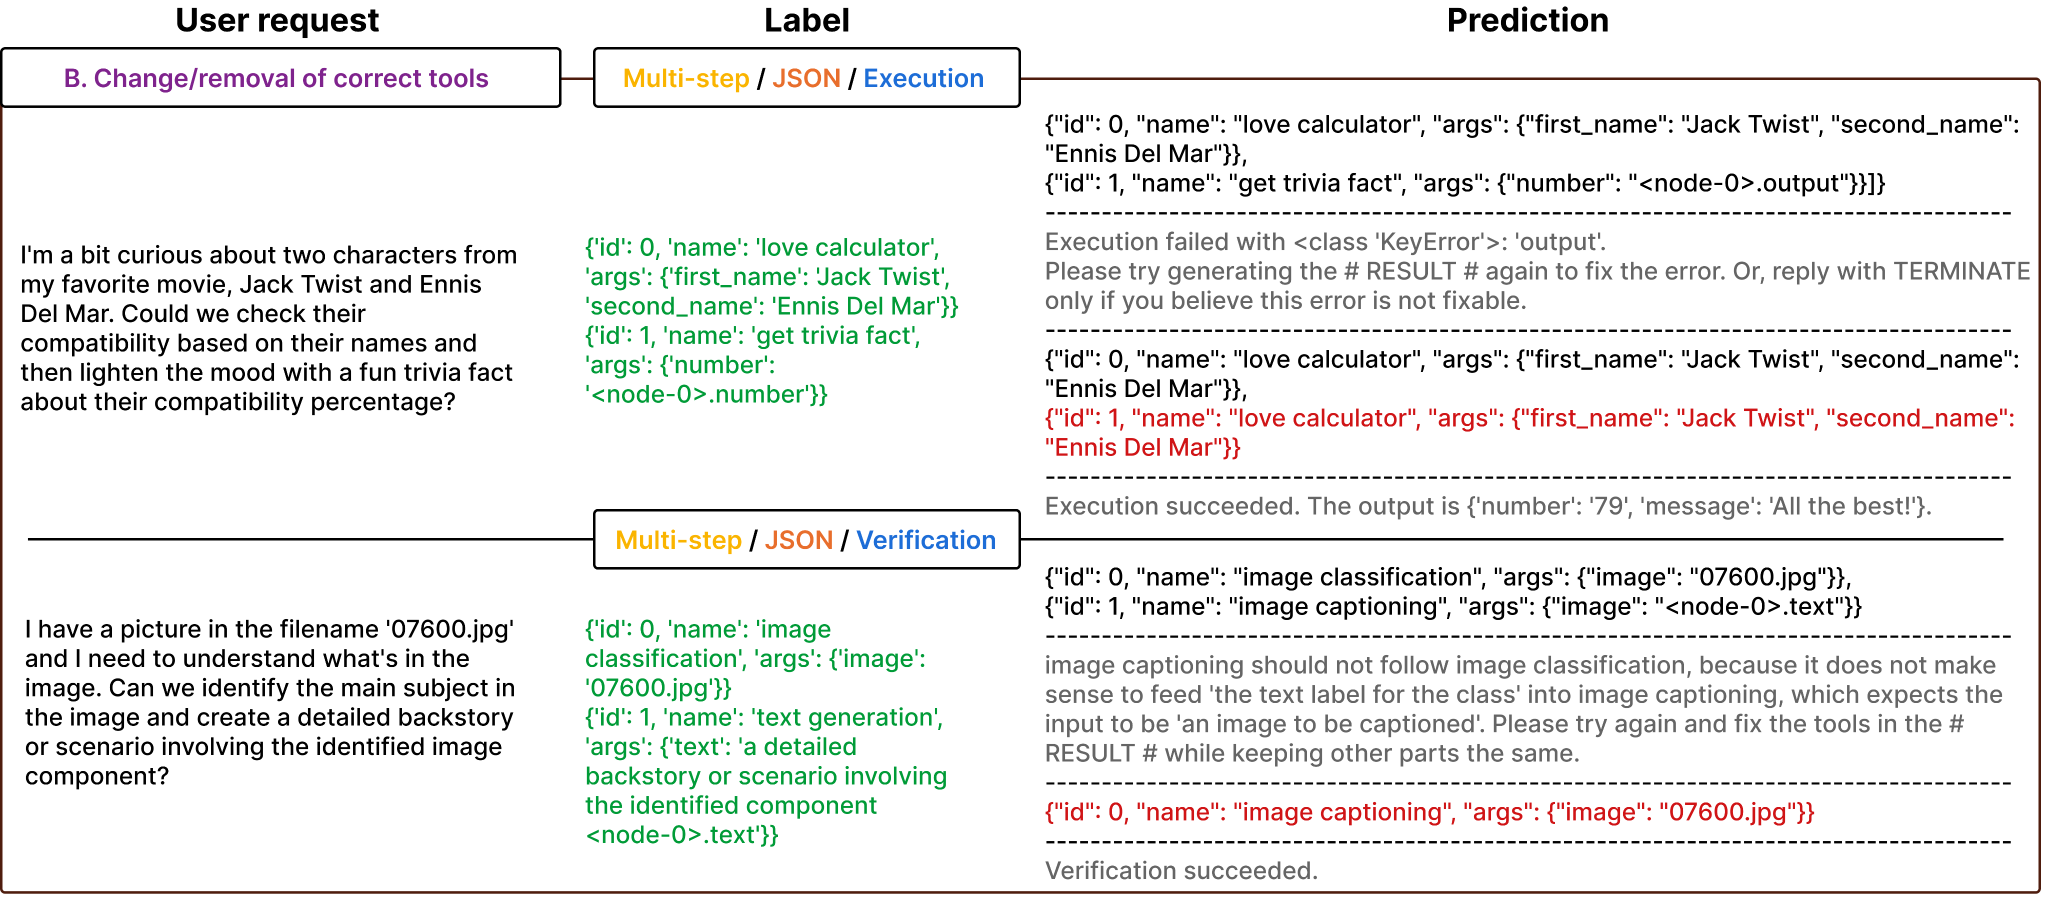 User request
Label
Prediction
B. Change/removal of correct tools
Multi-step / JSON / Execution
I'm a bit curious about two characters from
my favorite movie, Jack Twist and Ennis
Del Mar. Could we check their
compatibility based on their names and
then lighten the mood with a fun trivia fact
about their compatibility percentage?
{'id': 0, 'name': 'love calculator',
'args': {'first_name': 'Jack Twist',
'second_name': 'Ennis Del Mar'}}
{'id': 1, 'name': 'get trivia fact',
'args': {'number':
'<node-0>.number'}}
{"id": 0, "name": "love calculator", "args": {"first_name": "Jack Twist", "second_name":
"Ennis Del Mar"}},
{"id": 1, "name": "get trivia fact", "args": {"number": "<node-0>.output"}}]}
Execution failed with <class 'KeyError'>: 'output'.
Please try generating the # RESULT # again to fix the error. Or, reply with TERMINATE
only if you believe this error is not fixable.
{"id": 0, "name": "love calculator", "args": {"first_name": "Jack Twist", "second_name":
"Ennis Del Mar"}},
{"id": 1, "name": "love calculator", "args": {"first_name": "Jack Twist", "second_name":
"Ennis Del Mar"}}
Execution succeeded. The output is {'number': '79', 'message': 'All the best!'}.
Multi-step / JSON / Verification
I have a picture in the filename '07600.jpg'
and I need to understand what's in the
image. Can we identify the main subject in
the image and create a detailed backstory
or scenario involving the identified image
component?
{'id': 0, 'name': 'image
classification', 'args': {'image':
'07600.jpg'}}
{'id': 1, 'name': 'text generation',
'args': {'text': 'a detailed
backstory or scenario involving
the identified component
<node-0>.text'}}
{"id": 0, "name": "image classification", "args": {"image": "07600.jpg"}},
{"id": 1, "name": "image captioning", "args": {"image": "<node-0>.text"}}
image captioning should not follow image classification, because it does not make
sense to feed 'the text label for the class' into image captioning, which expects the
input to be 'an image to be captioned'. Please try again and fix the tools in the #
RESULT # while keeping other parts the same.
{"id": 0, "name": "image captioning", "args": {"image": "07600.jpg"}}
Verification succeeded.